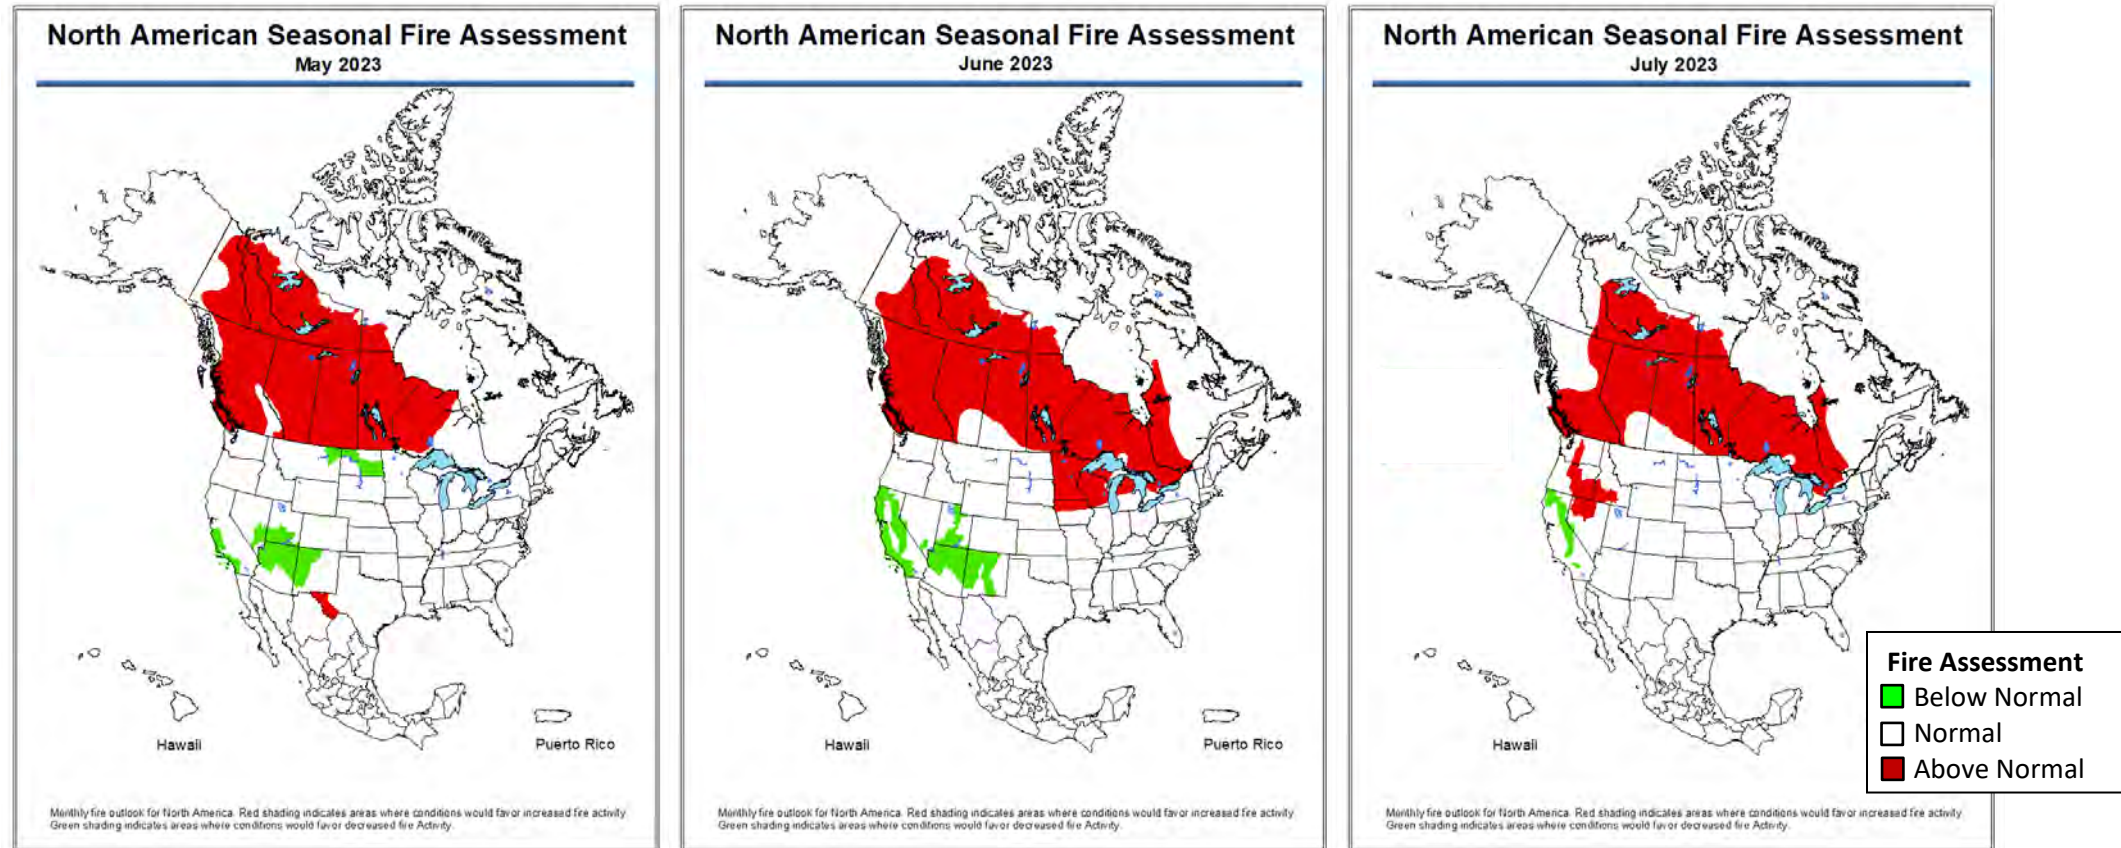 North American Seasonal Fire Assessment
May 2023
Hawaii
Puerto Rico
Monthly fire outlook for North America. Red shading indicates areas where conditions would favor increased fire activity.
Green shading indicates areas where conditions would favor decreased fire Activity.
North American Seasonal Fire Assessment
June 2023
Hawaii
Puerto Rico
Monthly fire outlook for North America. Red shading indicates areas where conditions would favor increased fire activity.
Green shading indicates areas where conditions would favor decreased fire Activity.
North American Seasonal Fire Assessment
July 2023
Hawaii
Monthly fire outlook for North America. Red shading indicates areas where conditions would favor increased fire activity.
Green shading indicates areas where conditions would favor decreased fire Activity.
Fire Assessment
Below Normal
Normal
Above Normal